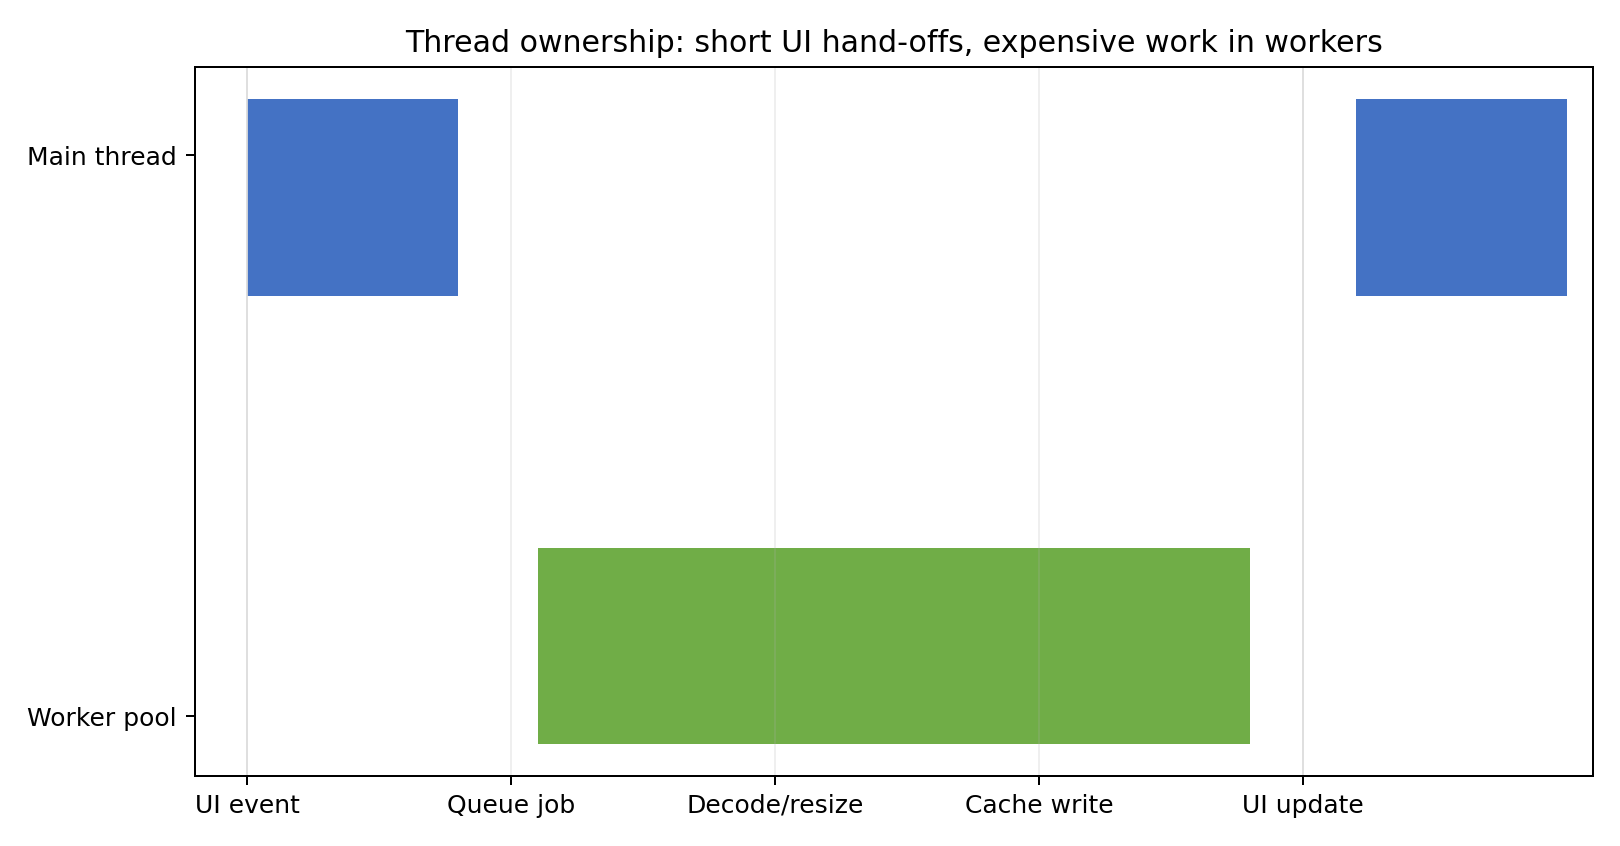 Thread ownership: short UI hand-offs, expensive work in workers
Main thread
Worker pool
UI event
Queue job
Decode/resize
Cache write
UI update